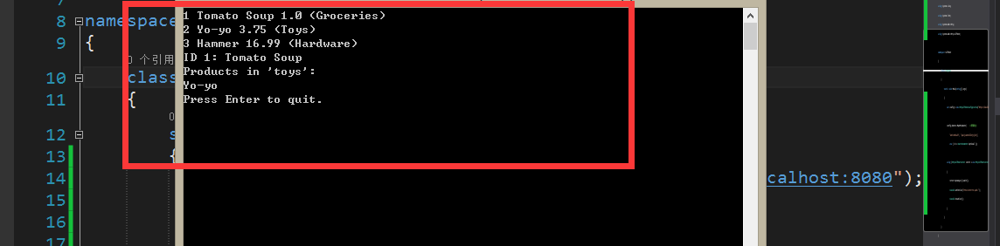 7
8 namespace
9 {
0 个引用
10 class
11 {
0
12 s
13 {
14 calhost:8080");
15
16
17
1 Tomato Soup 1.0 (Groceries)
2 Yo-yo 3.75 (Toys)
3 Hammer 16.99 (Hardware)
ID 1: Tomato Soup
Products in 'toys':
Yo-yo
Press Enter to quit.